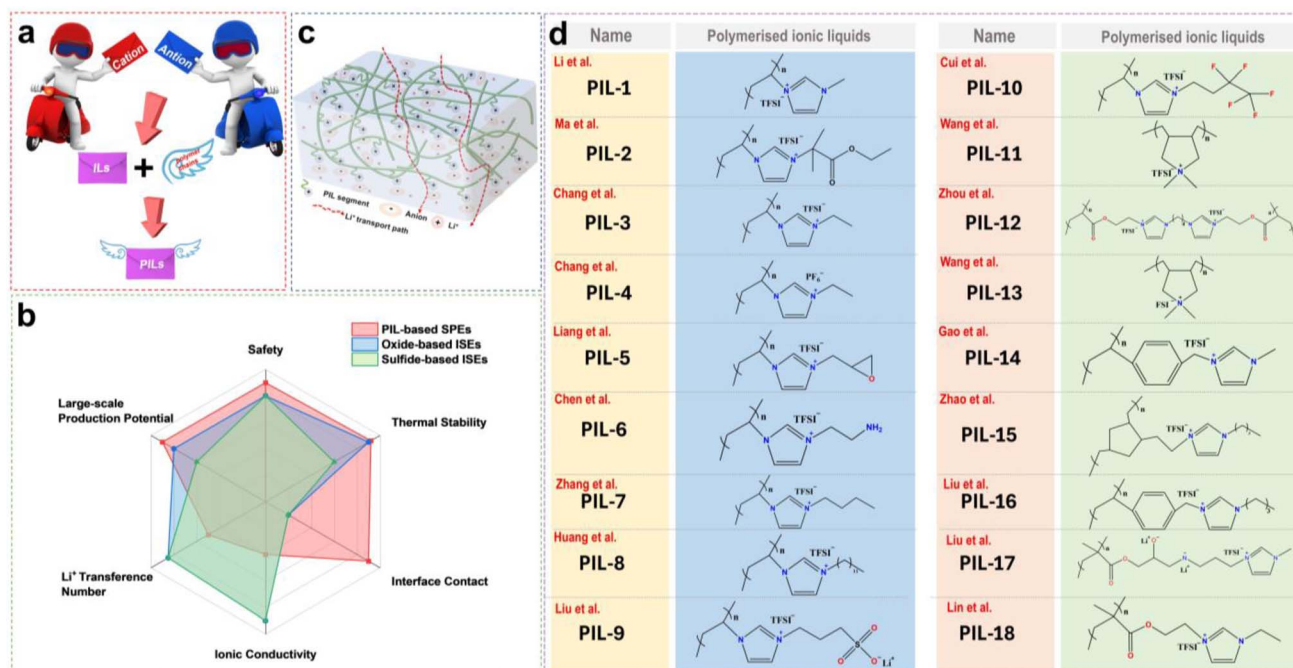 a
Cation
Antion
ILs
+
polymer
chains
PILs
b
PIL-based SPEs
Oxide-based ISEs
Sulfide-based ISEs
Safety
Large-scale
Production Potential
Thermal Stability
Li⁺ Transference
Number
Interface Contact
Ionic Conductivity
c
PIL segment
Anion
Li⁺
Li⁺ transport path
d
Name
Polymerised ionic liquids
Li et al.
PIL-1
n
N
N⁺
TFSI⁻
Ma et al.
PIL-2
n
TFSI⁻
N
N⁺
O
O
Chang et al.
PIL-3
n
TFSI⁻
N
N⁺
Chang et al.
PIL-4
n
PF₆⁻
N
N⁺
Liang et al.
PIL-5
n
TFSI⁻
N
N⁺
O
Chen et al.
PIL-6
n
TFSI⁻
N
N⁺
NH₂
Zhang et al.
PIL-7
n
TFSI⁻
N
N⁺
Huang et al.
PIL-8
n
TFSI⁻
N
N⁺
11
Liu et al.
PIL-9
n
TFSI⁻
N
N⁺
O
S
O
O⁻
Li⁺
Name
Polymerised ionic liquids
Cui et al.
PIL-10
n
TFSI⁻
N
N⁺
F
F
F
F
F
Wang et al.
PIL-11
n
TFSI⁻
N⁺
Zhou et al.
PIL-12
n
O
O
TFSI⁻
N⁺
N
TFSI⁻
N
N⁺
O
O
n
Wang et al.
PIL-13
n
FSI⁻
N⁺
Gao et al.
PIL-14
n
TFSI⁻
N⁺
N
Zhao et al.
PIL-15
n
TFSI⁻
N⁺
N
Liu et al.
PIL-16
n
TFSI⁻
N⁺
N
Liu et al.
PIL-17
n
O
O
Li⁺
O⁻
N
Li⁺
TFSI⁻
N⁺
N
Lin et al.
PIL-18
n
O
O
TFSI⁻
N⁺
N